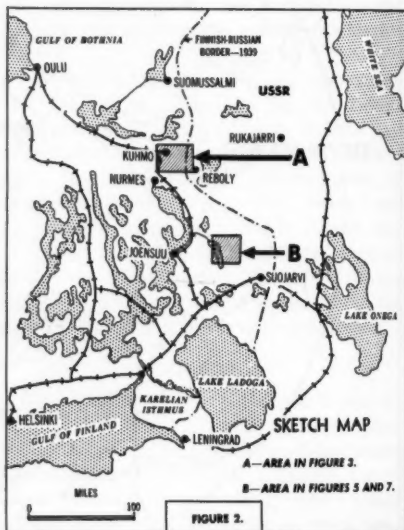 GULF OF BOTHNIA
FINNISH-RUSSIAN
BORDER—1939
WHITE SEA
OULU
SUOMUSSALMI
USSR
RUKAJARRI
KUHMO
A
REBOLY
NURMES
JOENSUU
B
SUOJARVI
LAKE ONEGA
LAKE LADOGA
KARELIAN
ISTHMUS
HELSINKI
GULF OF FINLAND
LENINGRAD
SKETCH MAP
A—AREA IN FIGURE 3.
B—AREA IN FIGURES 5 AND 7.
MILES
0 100
FIGURE 2.